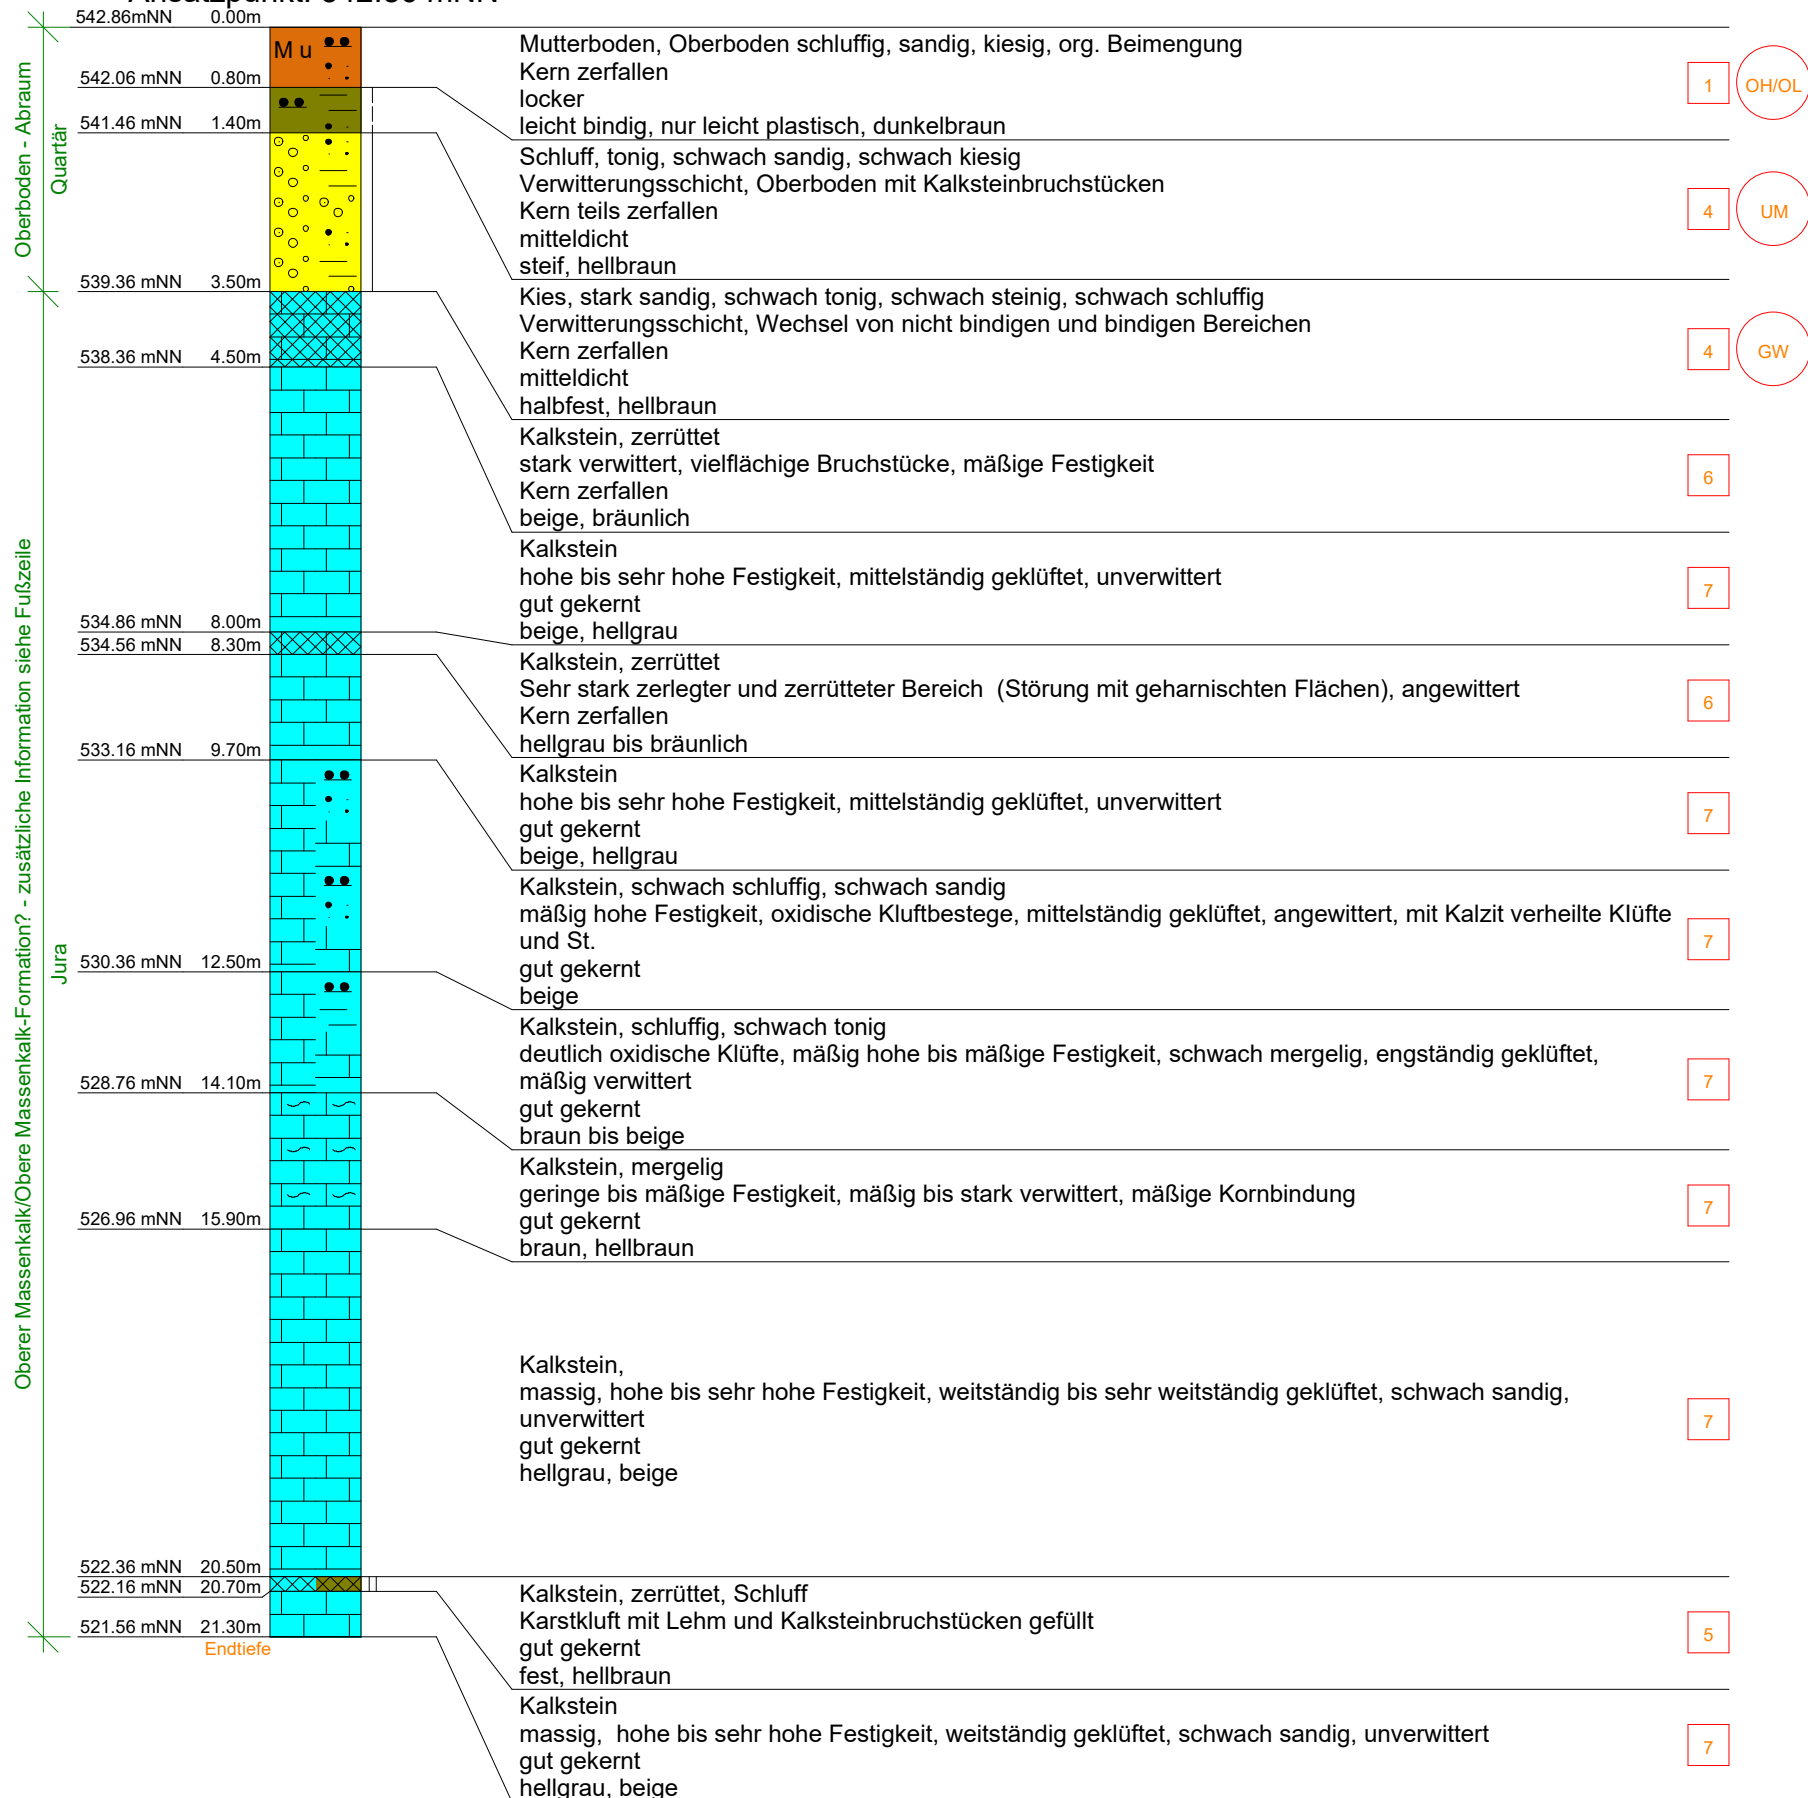 542.86mNN 0.00m
Mutterboden, Oberboden schluffig, sandig, kiesig, org. Beimengung
Kern zerfallen
locker
leicht bindig, nur leicht plastisch, dunkelbraun
1 OH/OL
M u
542.06 mNN 0.80m
Schluff, tonig, schwach sandig, schwach kiesig
Verwitterungsschicht, Oberboden mit Kalksteinbruchstücken
Kern teils zerfallen
mitteldicht
steif, hellbraun
4 UM
541.46 mNN 1.40m
Kies, stark sandig, schwach tonig, schwach steinig, schwach schluffig
Verwitterungsschicht, Wechsel von nicht bindigen und bindigen Bereichen
Kern zerfallen
mitteldicht
halbfest, hellbraun
4 GW
539.36 mNN 3.50m
Kalkstein, zerrüttet
stark verwittert, vielflächige Bruchstücke, mäßige Festigkeit
Kern zerfallen
beige, bräunlich
6
538.36 mNN 4.50m
Kalkstein
hohe bis sehr hohe Festigkeit, mittelständig geklüftet, unverwittert
gut gekernt
beige, hellgrau
7
534.86 mNN 8.00m
Kalkstein, zerrüttet
Sehr stark zerlegter und zerrütteter Bereich (Störung mit geharnischten Flächen), angewittert
Kern zerfallen
hellgrau bis bräunlich
6
534.56 mNN 8.30m
Kalkstein
hohe bis sehr hohe Festigkeit, mittelständig geklüftet, unverwittert
gut gekernt
beige, hellgrau
7
533.16 mNN 9.70m
Kalkstein, schwach schluffig, schwach sandig
mäßig hohe Festigkeit, oxidische Kluftbestege, mittelständig geklüftet, angewittert, mit Kalzit verheilte Klüfte
und St.
gut gekernt
beige
7
530.36 mNN 12.50m
Kalkstein, schluffig, schwach tonig
deutlich oxidische Klüfte, mäßig hohe bis mäßige Festigkeit, schwach mergelig, engständig geklüftet,
mäßig verwittert
gut gekernt
braun bis beige
7
528.76 mNN 14.10m
Kalkstein, mergelig
geringe bis mäßige Festigkeit, mäßig bis stark verwittert, mäßige Kornbindung
gut gekernt
braun, hellbraun
7
526.96 mNN 15.90m
Kalkstein,
massig, hohe bis sehr hohe Festigkeit, weitständig bis sehr weitständig geklüftet, schwach sandig,
unverwittert
gut gekernt
hellgrau, beige
7
522.36 mNN 20.50m
522.16 mNN 20.70m
Kalkstein, zerrüttet, Schluff
Karstkluft mit Lehm und Kalksteinbruchstücken gefüllt
gut gekernt
fest, hellbraun
5
521.56 mNN 21.30m
Endtiefe
Kalkstein
massig, hohe bis sehr hohe Festigkeit, weitständig geklüftet, schwach sandig, unverwittert
gut gekernt
hellgrau, beige
7
Oberboden - Abraum
Quartär
Oberer Massenkalk/Obere Massenkalk-Formation? - zusätzliche Information siehe Fußzeile
Jura